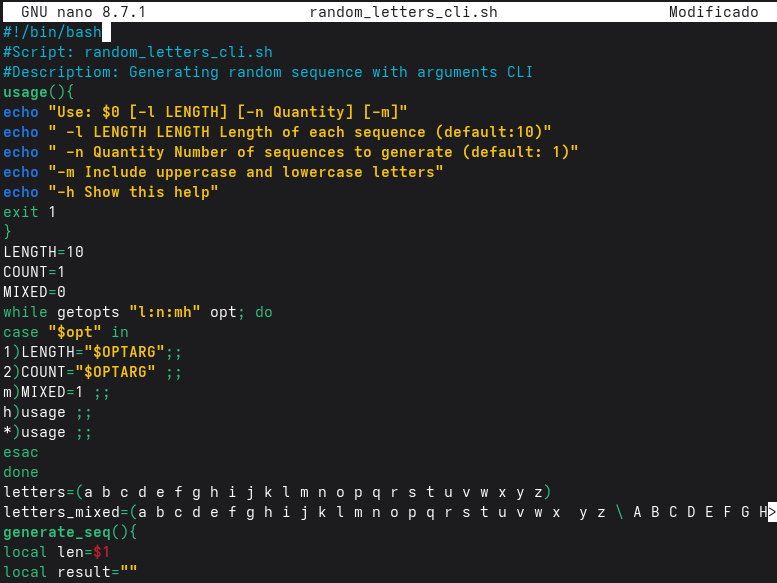 GNU nano 8.7.1 random_letters_cli.sh Modificado
#!/bin/bash
#Script: random_letters_cli.sh
#Descriptiom: Generating random sequence with arguments CLI
usage(){
echo "Use: $0 [-l LENGTH] [-n Quantity] [-m]"
echo " -l LENGTH LENGTH Length of each sequence (default:10)"
echo " -n Quantity Number of sequences to generate (default: 1)"
echo "-m Include uppercase and lowercase letters"
echo "-h Show this help"
exit 1
}
LENGTH=10
COUNT=1
MIXED=0
while getopts "l:n:mh" opt; do
case "$opt" in
1)LENGTH="$OPTARG";;
2)COUNT="$OPTARG" ;;
m)MIXED=1 ;;
h)usage ;;
*)usage ;;
esac
done
letters=(a b c d e f g h i j k l m n o p q r s t u v w x y z)
letters_mixed=(a b c d e f g h i j k l m n o p q r s t u v w x  y z \ A B C D E F G H>
generate_seq(){
local len=$1
local result=""